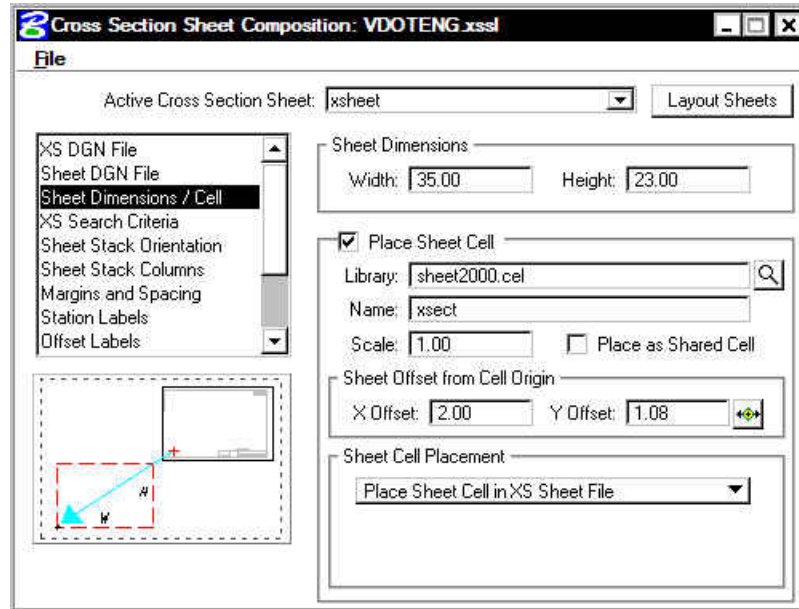 Cross Section Sheet Composition: VDOTENG.xssl
File
Active Cross Section Sheet: xsheet Layout Sheets
XS DGN File
Sheet DGN File
Sheet Dimensions / Cell
XS Search Criteria
Sheet Stack Orientation
Sheet Stack Columns
Margins and Spacing
Station Labels
Offset Labels
Sheet Dimensions
Width: 35.00 Height: 23.00
Place Sheet Cell
Library: sheet2000.cel
Name: xsect
Scale: 1.00 Place as Shared Cell
Sheet Offset from Cell Origin
X Offset: 2.00 Y Offset: 1.08
Sheet Cell Placement
Place Sheet Cell in XS Sheet File
H
W